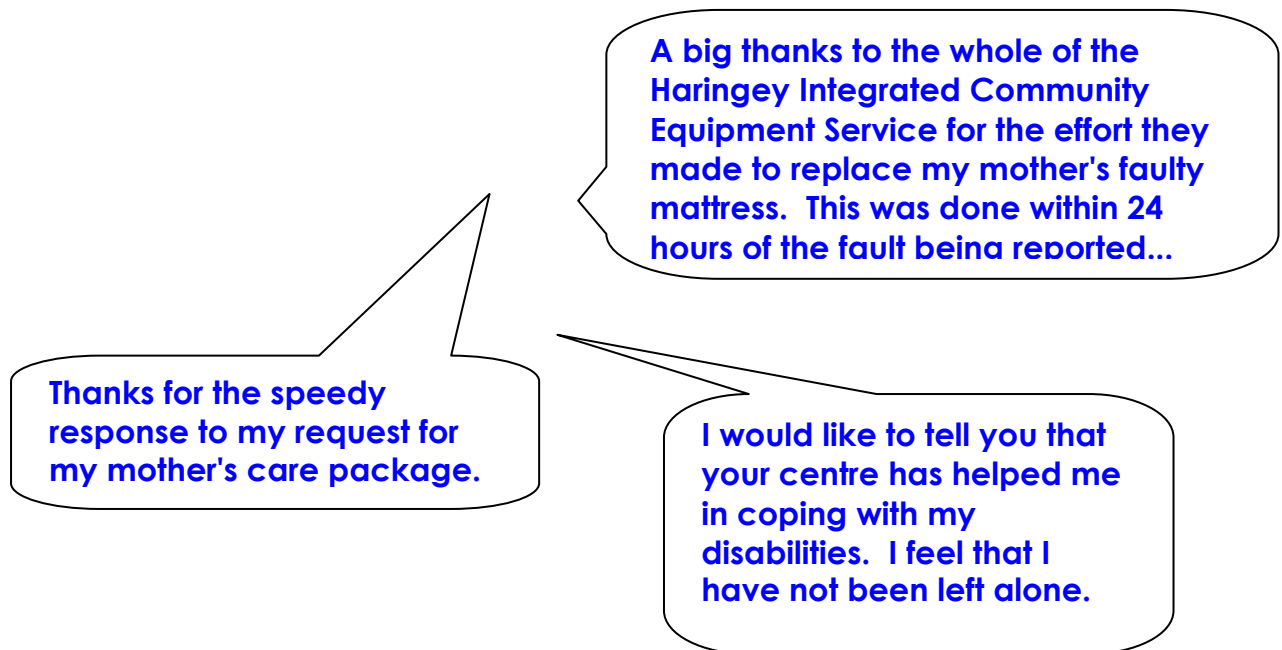 A big thanks to the whole of the
Haringey Integrated Community
Equipment Service for the effort they
made to replace my mother's faulty
mattress.  This was done within 24
hours of the fault being reported...
Thanks for the speedy
response to my request for
my mother's care package.
I would like to tell you that
your centre has helped me
in coping with my
disabilities.  I feel that I
have not been left alone.